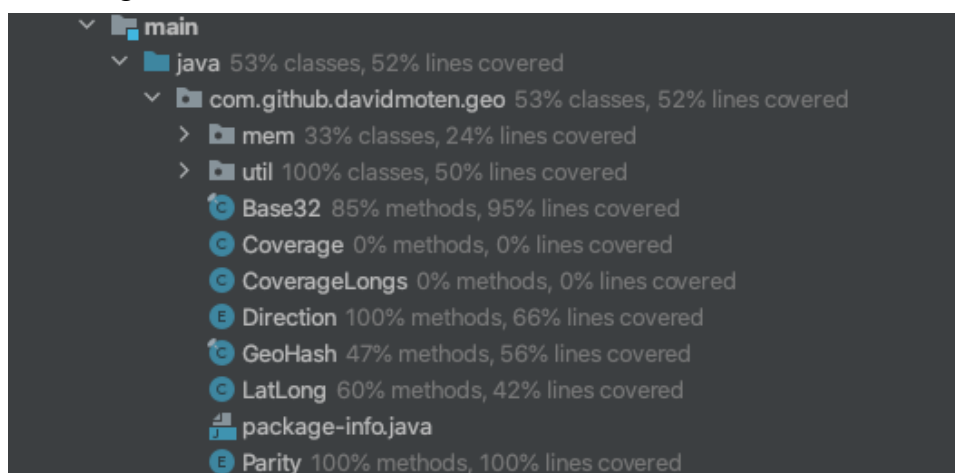 main
java 53% classes, 52% lines covered
com.github.davidmoten.geo 53% classes, 52% lines covered
mem 33% classes, 24% lines covered
util 100% classes, 50% lines covered
Base32 85% methods, 95% lines covered
Coverage 0% methods, 0% lines covered
CoverageLongs 0% methods, 0% lines covered
Direction 100% methods, 66% lines covered
GeoHash 47% methods, 56% lines covered
LatLong 60% methods, 42% lines covered
package-info.java
Parity 100% methods, 100% lines covered